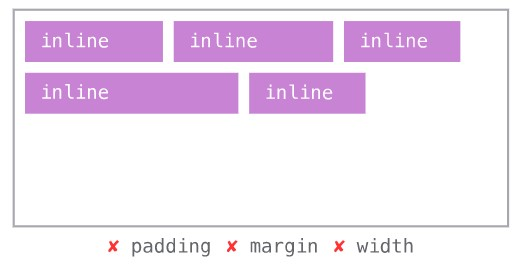 inline inline inline
inline inline
✘ padding ✘ margin ✘ width